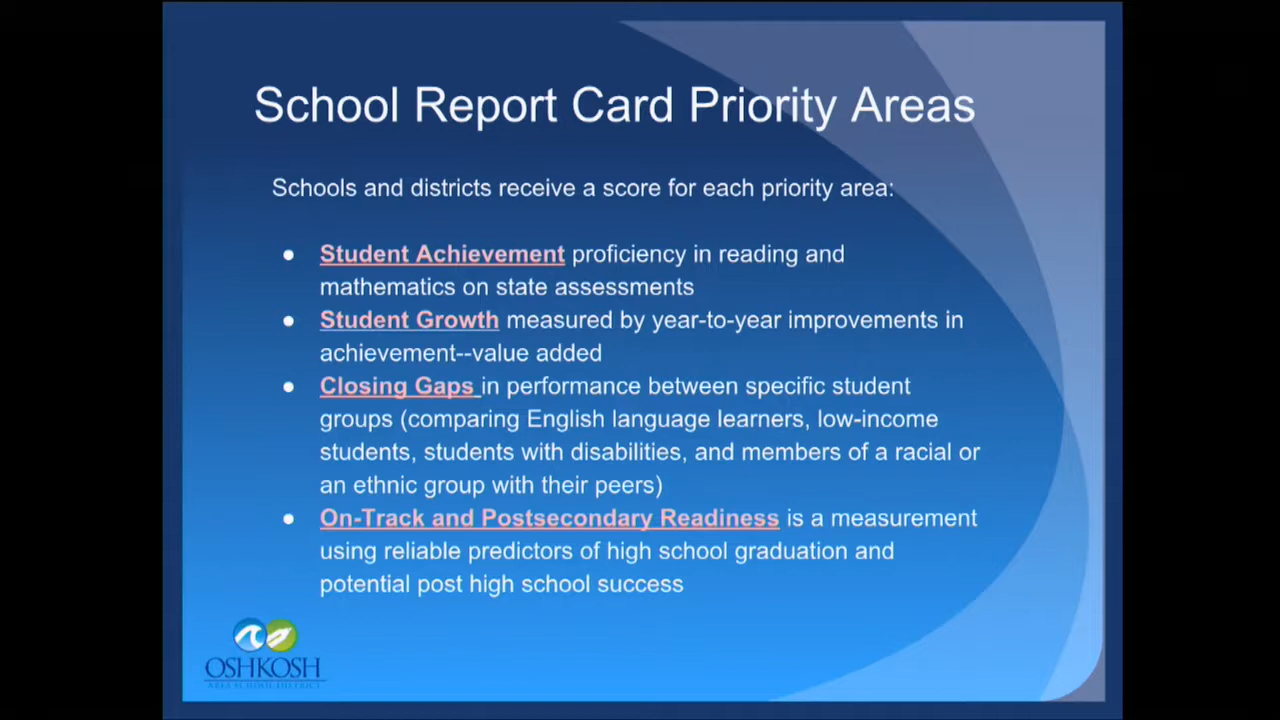 School Report Card Priority Areas
Schools and districts receive a score for each priority area:
● Student Achievement proficiency in reading and
mathematics on state assessments
● Student Growth measured by year-to-year improvements in
achievement--value added
● Closing Gaps in performance between specific student
groups (comparing English language learners, low-income
students, students with disabilities, and members of a racial or
an ethnic group with their peers)
● On-Track and Postsecondary Readiness is a measurement
using reliable predictors of high school graduation and
potential post high school success
OSHKOSH
AREA SCHOOL DISTRICT